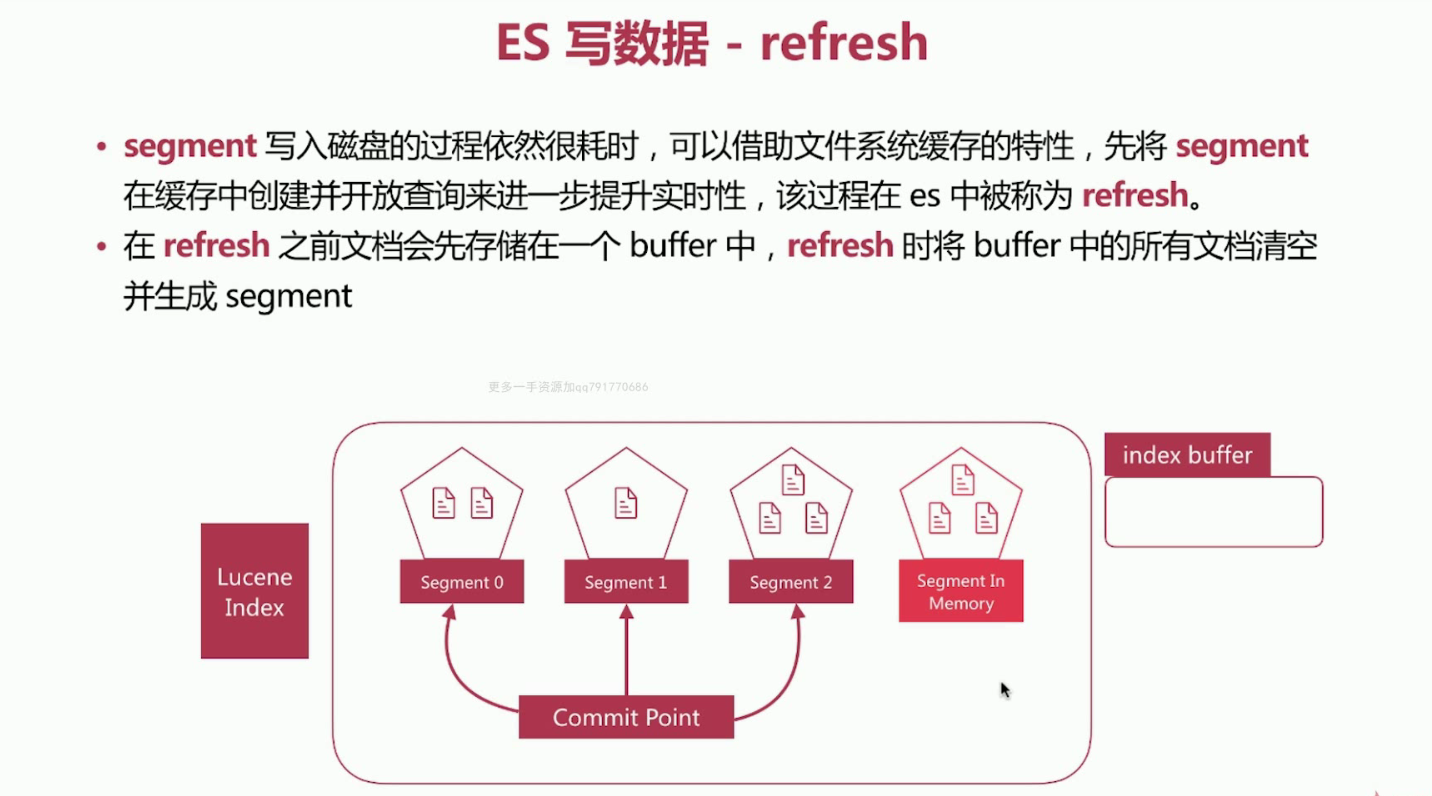 ES 写数据 - refresh
• segment 写入磁盘的过程依然很耗时，可以借助文件系统缓存的特性，先将 segment
在缓存中创建并开放查询来进一步提升实时性，该过程在 es 中被称为 refresh。
• 在 refresh 之前文档会先存储在一个 buffer 中，refresh 时将 buffer 中的所有文档清空
并生成 segment
更多一手资源加qq791770686
index buffer
Lucene
Index
Segment 0
Segment 1
Segment 2
Segment In
Memory
Commit Point